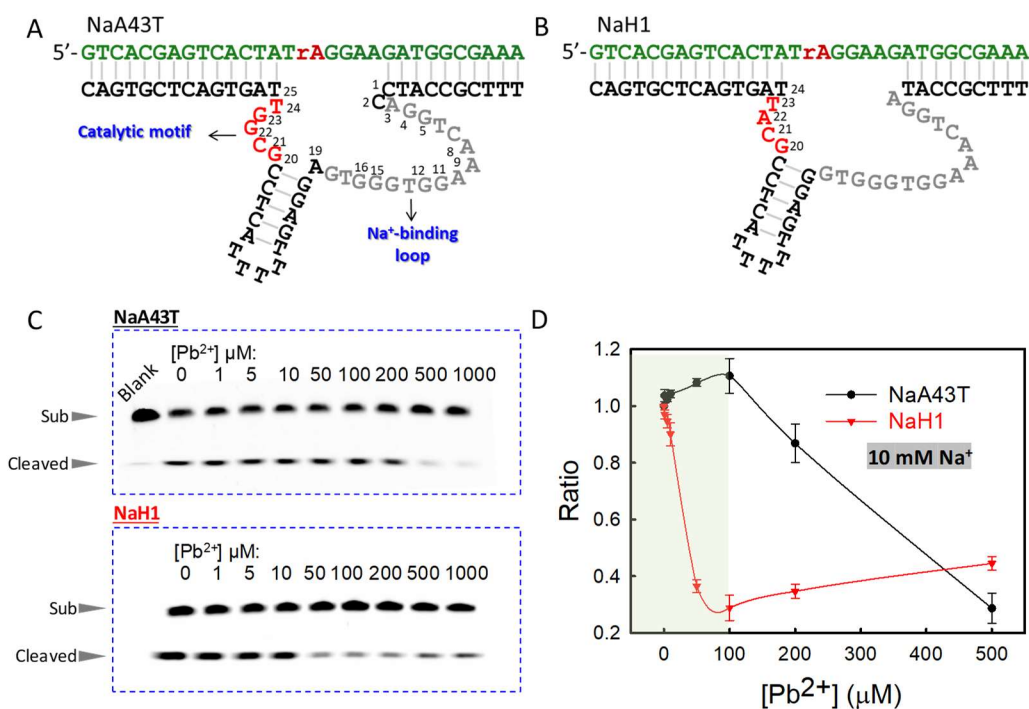 A NaA43T
5'-GTCACGAGTCACTATrAGGAAGATGGCGAAA
CAGTGCTCAGTGAT CTACCGCTTT
25 1
T 24 C 2 A G G T C A A A G G T G G G T G A
G 23 3 4 5 8 9 11 12 15 16 19
G 22
C 21
G 20
Catalytic motif
C C T C A T T T T T G A G G
Na⁺-binding
loop
B NaH1
5'-GTCACGAGTCACTATrAGGAAGATGGCGAAA
CAGTGCTCAGTGAT TACCGCTTT
24
T 23 A G G T C A A A G G T G G G T G G
A 22
C 21
G 20
C C T C A T T T T T G A G G
C
NaA43T
[Pb²⁺] µM:
Blank 0 1 5 10 50 100 200 500 1000
Sub
Cleaved
NaH1
[Pb²⁺] µM:
0 1 5 10 50 100 200 500 1000
Sub
Cleaved
D
1.2
1.0
0.8
0.6
0.4
0.2
Ratio
NaA43T
NaH1
10 mM Na⁺
0 100 200 300 400 500
[Pb²⁺] (µM)